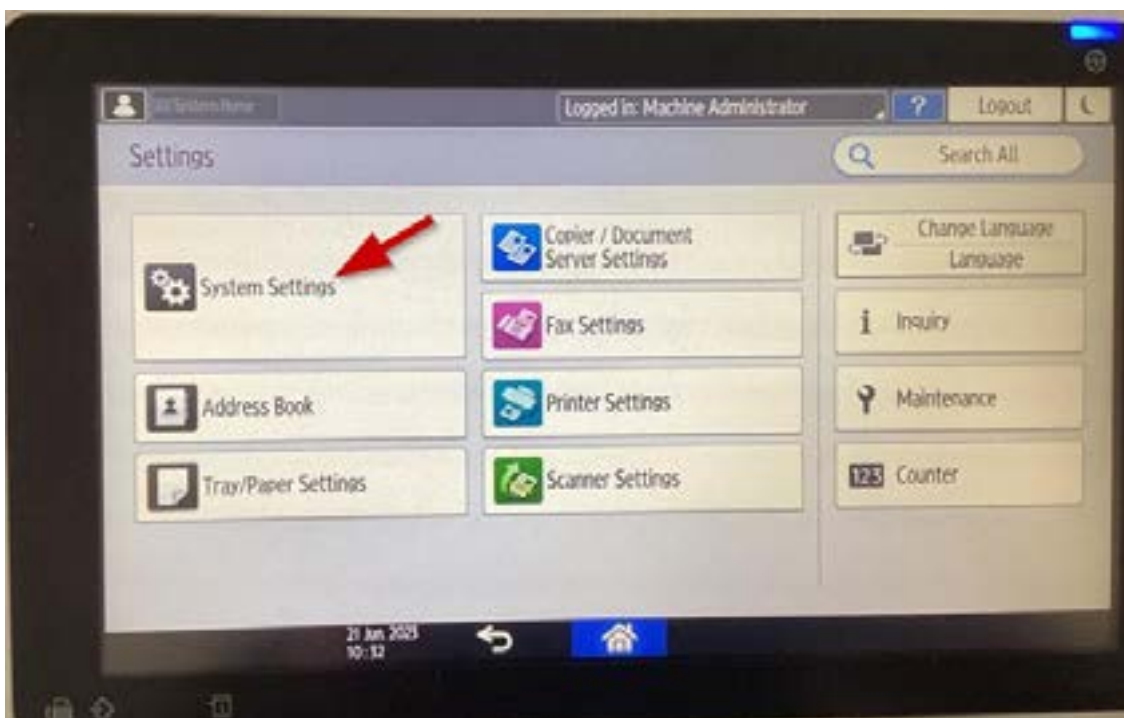 Logged in: Machine Administrator
?
Logout
Settings
Search All
System Settings
Copier / Document
Server Settings
Change Language
Language
Fax Settings
i Inquiry
Address Book
Printer Settings
Maintenance
Tray/Paper Settings
Scanner Settings
123 Counter
21 Jun 2023
10:32